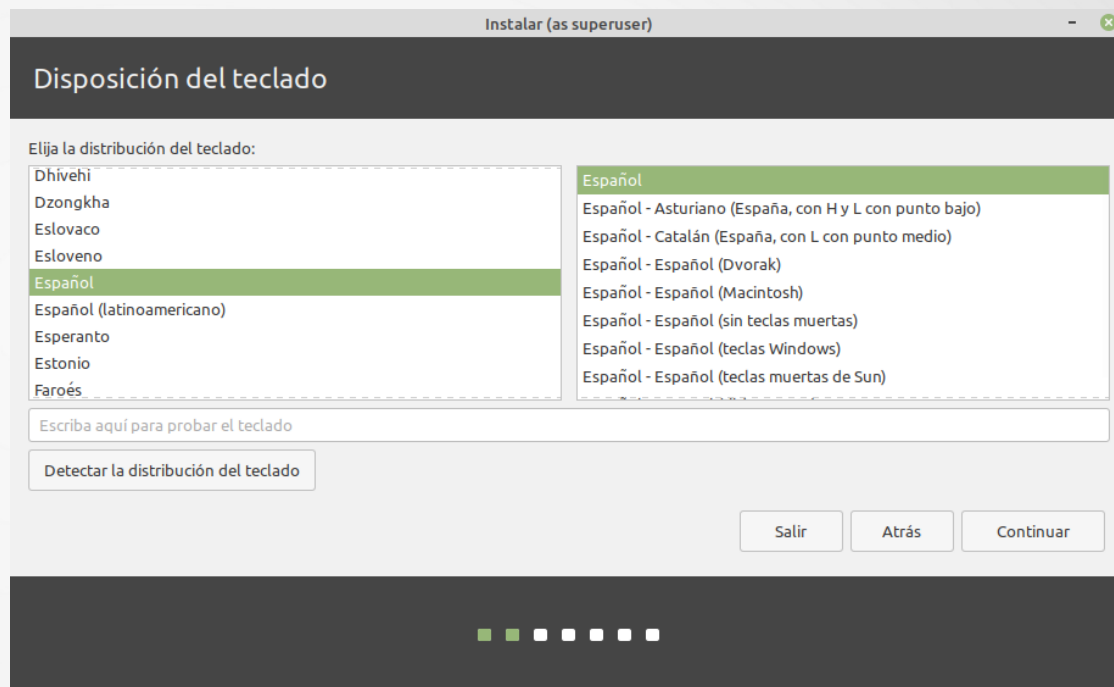 Instalar (as superuser)
Disposición del teclado
Elija la distribución del teclado:
Dhivehi
Dzongkha
Eslovaco
Esloveno
Español
Español (latinoamericano)
Esperanto
Estonio
Faroés
Español
Español - Asturiano (España, con H y L con punto bajo)
Español - Catalán (España, con L con punto medio)
Español - Español (Dvorak)
Español - Español (Macintosh)
Español - Español (sin teclas muertas)
Español - Español (teclas Windows)
Español - Español (teclas muertas de Sun)
Escriba aquí para probar el teclado
Detectar la distribución del teclado
Salir
Atrás
Continuar